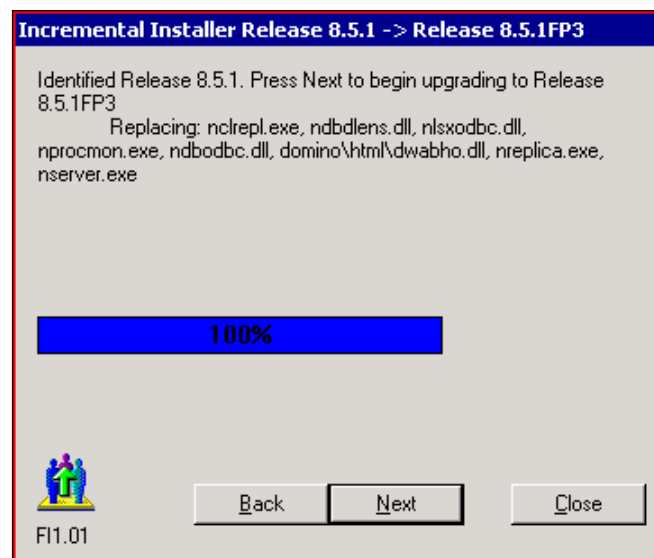 Incremental Installer Release 8.5.1 -> Release 8.5.1FP3
Identified Release 8.5.1. Press Next to begin upgrading to Release
8.5.1FP3
Replacing: nclrepl.exe, ndbdlens.dll, nlsxodbc.dll,
nprocmon.exe, ndbodbc.dll, domino\html\dwabho.dll, nreplica.exe,
nserver.exe
100%
Back
Next
Close
FI1.01